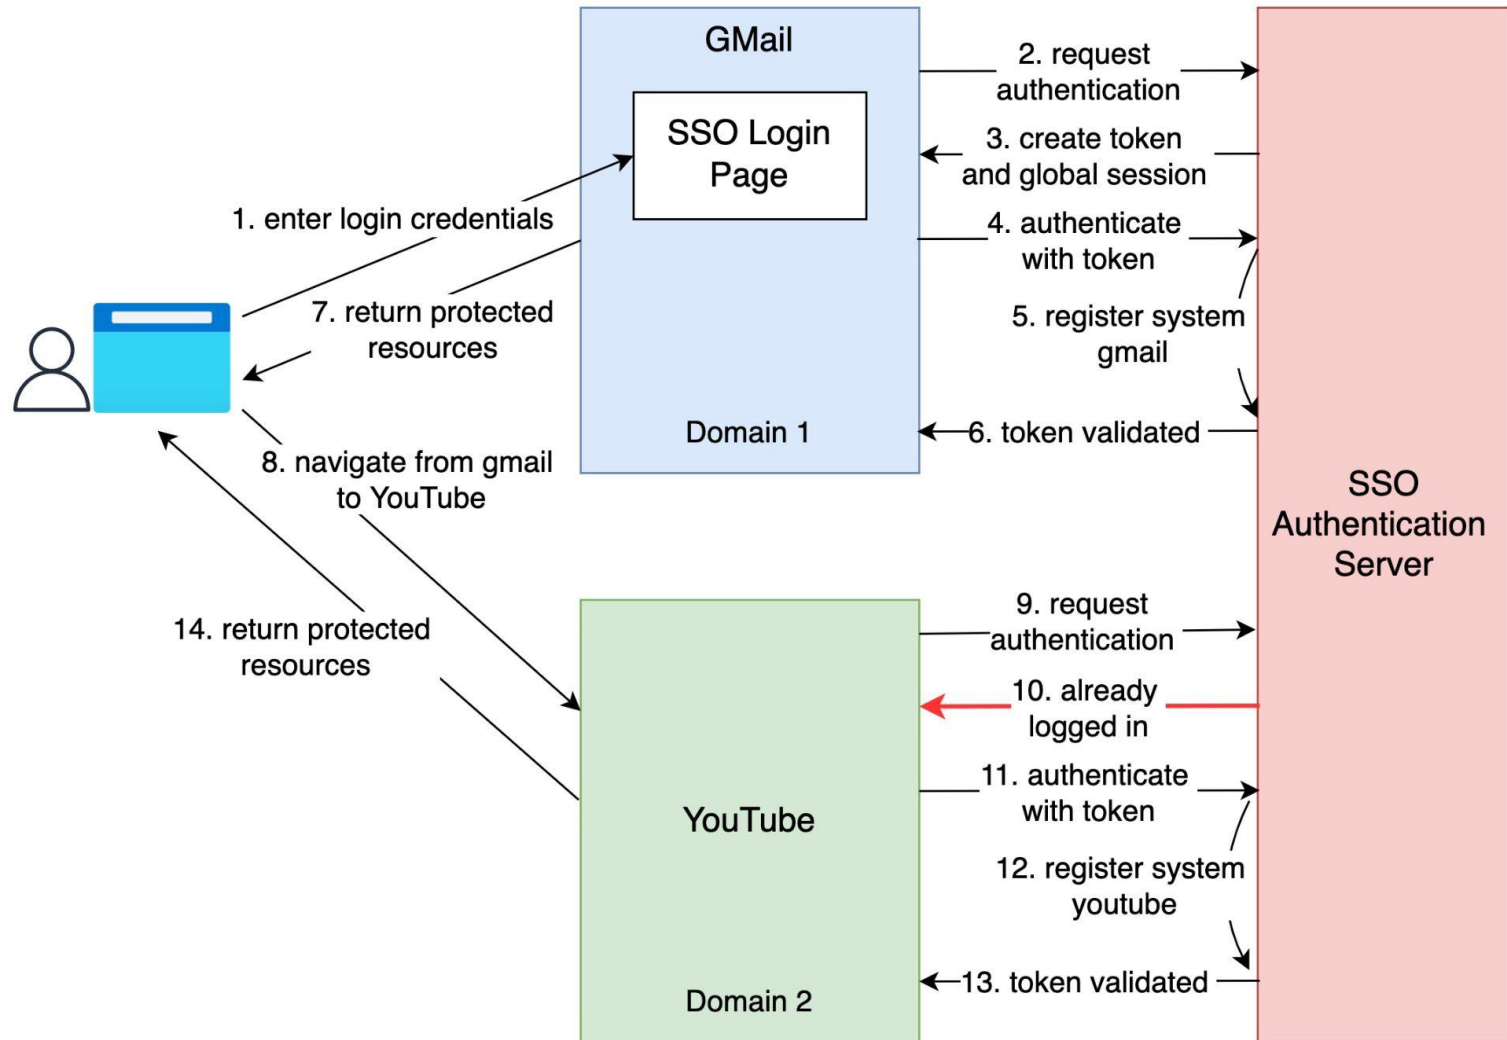 GMail
SSO Login
Page
Domain 1
1. enter login credentials
2. request
authentication
3. create token
and global session
4. authenticate
with token
5. register system
gmail
6. token validated
7. return protected
resources
8. navigate from gmail
to YouTube
SSO
Authentication
Server
9. request
authentication
10. already
logged in
11. authenticate
with token
12. register system
youtube
13. token validated
14. return protected
resources
YouTube
Domain 2